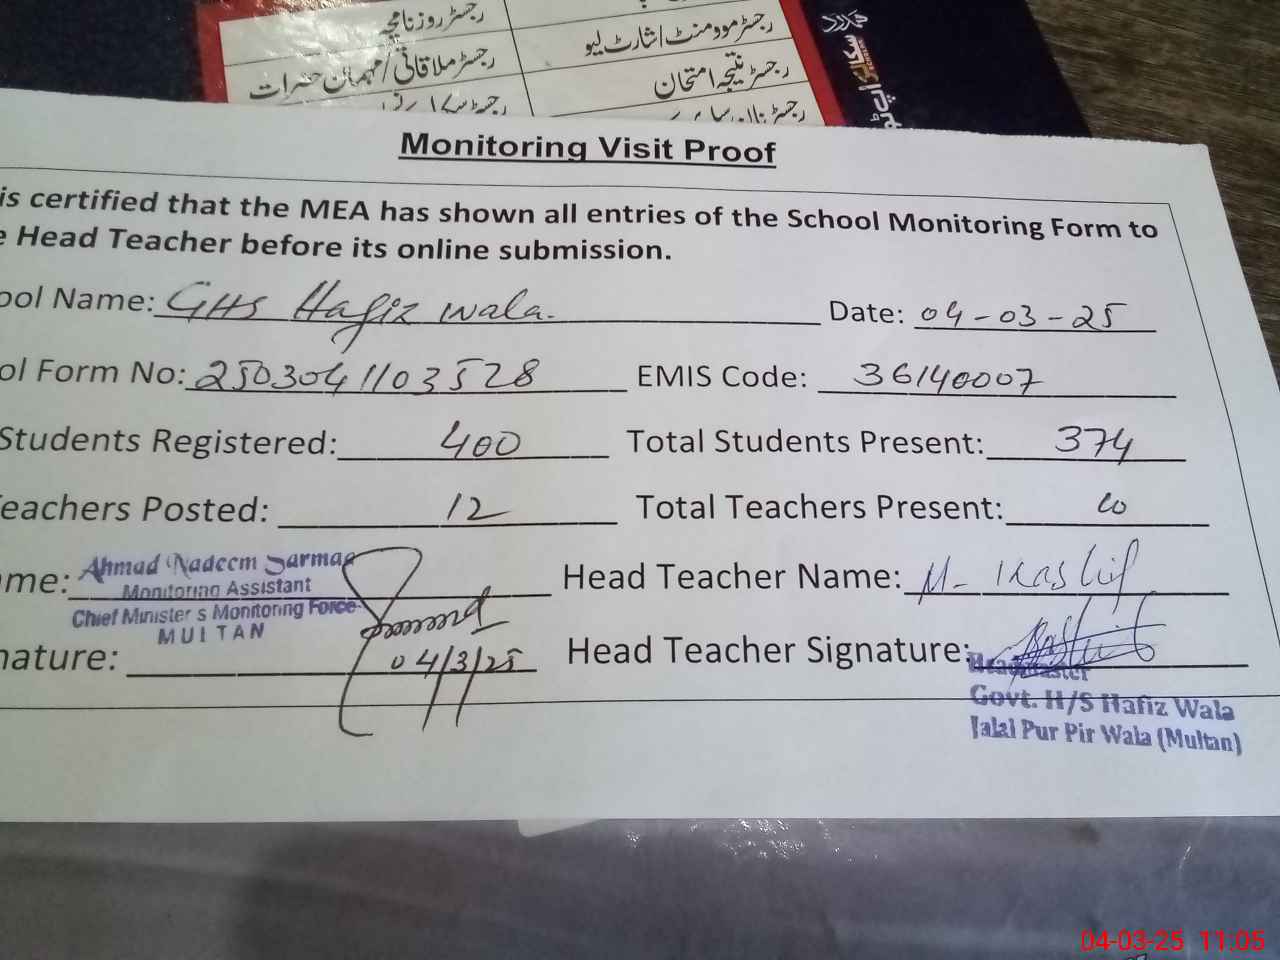 رجسٹر روزنامچہ
رجسٹر موومنٹ/شارٹ لیو
رجسٹر ملاقاتی/مہمان حضرات
رجسٹر نتیجہ امتحان
Monitoring Visit Proof
is certified that the MEA has shown all entries of the School Monitoring Form to
e Head Teacher before its online submission.
ool Name: GHS Hafiz wala. Date: 04-03-25
ol Form No: 2503041103528 EMIS Code: 36140007
Students Registered: 400 Total Students Present: 374
eachers Posted: 12 Total Teachers Present: 10
ame: Ahmad Nadeem Head Teacher Name: M- Kashif
Monitoring Assistant
Chief Minister s Monitoring Force
MULTAN
nature: 04/3/25 Head Teacher Signature:
Headmaster
Govt. H/S Hafiz Wala
Jalal Pur Pir Wala (Multan)
04-03-25 11:05